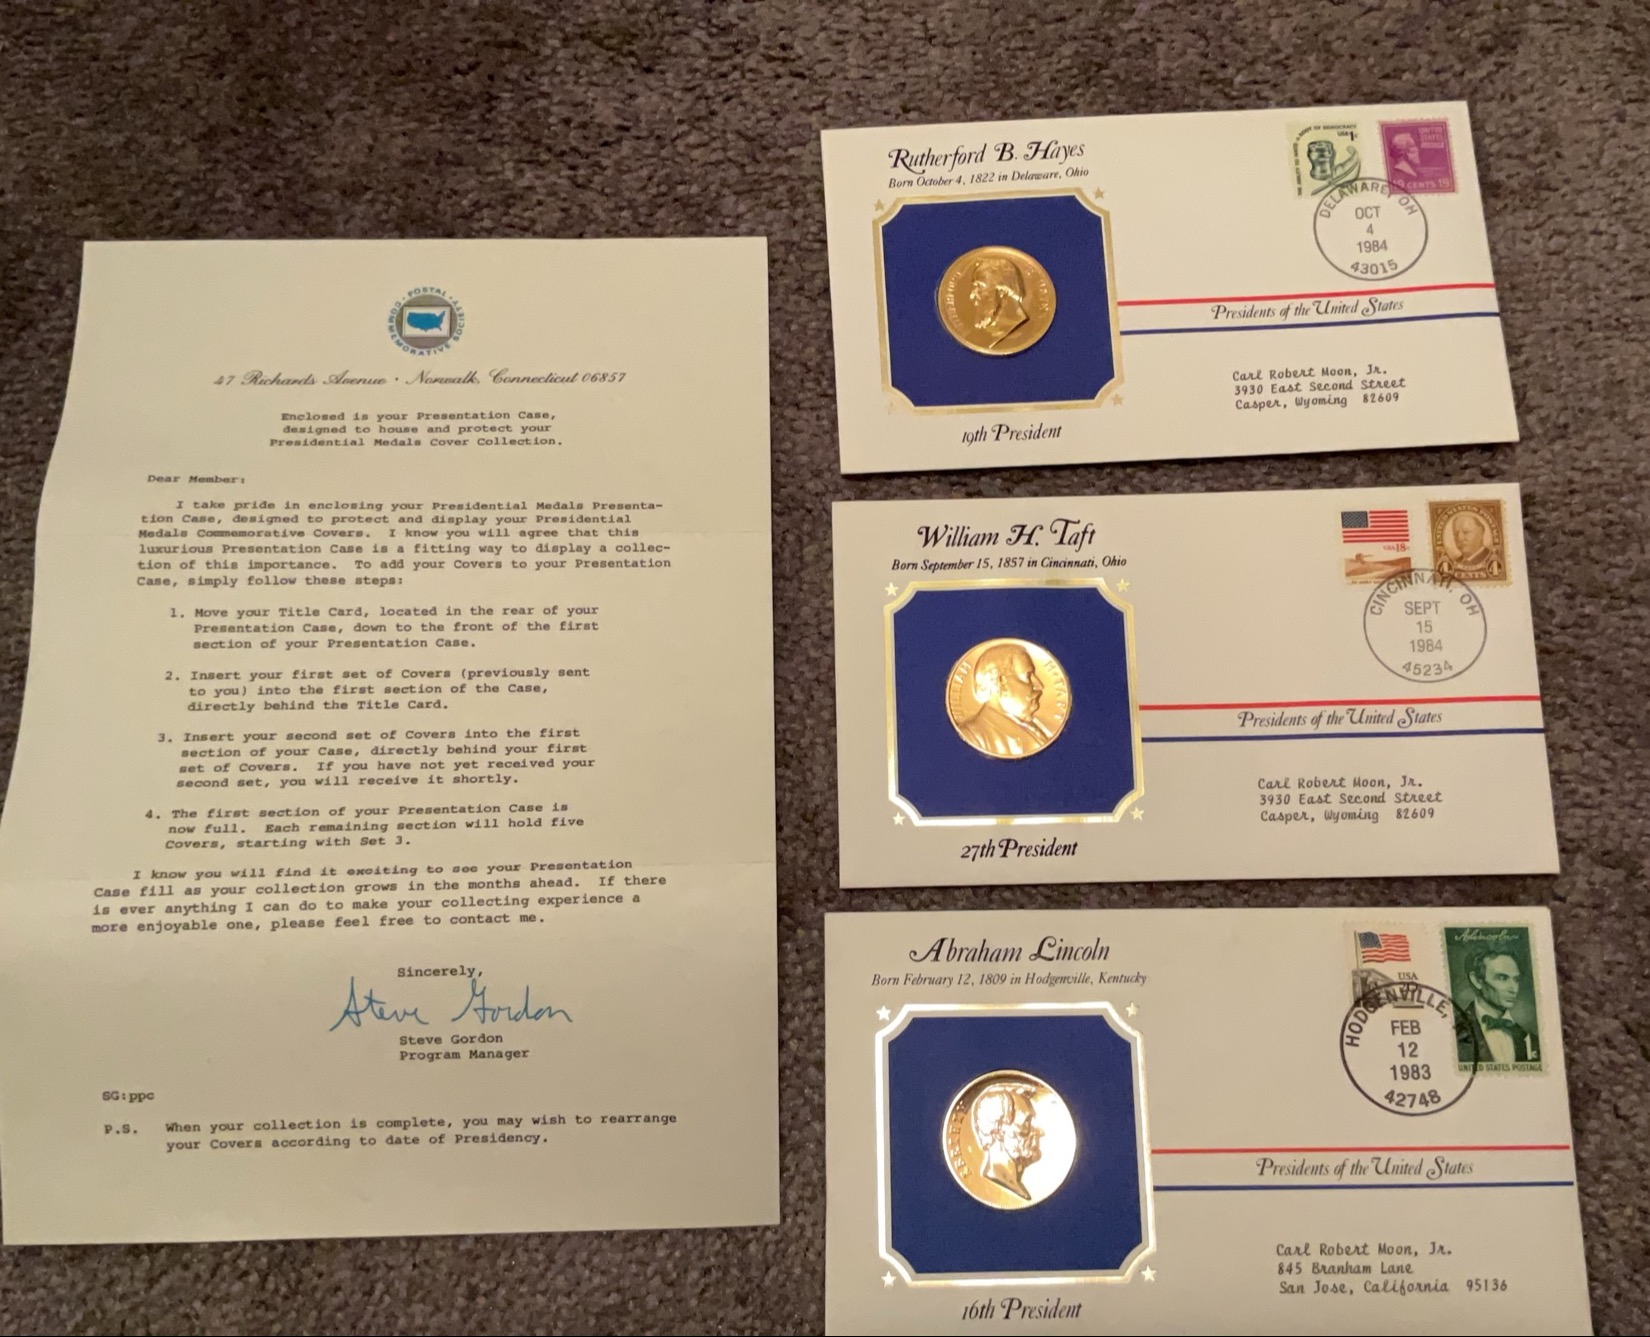 POSTAL COMMEMORATIVE SOCIETY
47 Richards Avenue · Norwalk, Connecticut 06857
Enclosed is your Presentation Case,
designed to house and protect your
Presidential Medals Cover Collection.
Dear Member:
I take pride in enclosing your Presidential Medals Presenta-
tion Case, designed to protect and display your Presidential
Medals Commemorative Covers. I know you will agree that this
luxurious Presentation Case is a fitting way to display a collec-
tion of this importance. To add your Covers to your Presentation
Case, simply follow these steps:
1. Move your Title Card, located in the rear of your
Presentation Case, down to the front of the first
section of your Presentation Case.
2. Insert your first set of Covers (previously sent
to you) into the first section of the Case,
directly behind the Title Card.
3. Insert your second set of Covers into the first
section of your Case, directly behind your first
set of Covers. If you have not yet received your
second set, you will receive it shortly.
4. The first section of your Presentation Case is
now full. Each remaining section will hold five
Covers, starting with Set 3.
I know you will find it exciting to see your Presentation
Case fill as your collection grows in the months ahead. If there
is ever anything I can do to make your collecting experience a
more enjoyable one, please feel free to contact me.
Sincerely,
Steve Gordon
Steve Gordon
Program Manager
SG:ppc
P.S. When your collection is complete, you may wish to rearrange
your Covers according to date of Presidency.
Rutherford B. Hayes
Born October 4, 1822 in Delaware, Ohio
19th President
USA 1c
UNITED
STATES
AMERICA
CENTS 19
DELAWARE, OH
OCT
4
1984
43015
Presidents of the United States
Carl Robert Moon, Jr.
3930 East Second Street
Casper, Wyoming 82609
William H. Taft
Born September 15, 1857 in Cincinnati, Ohio
WILLIAM H. TAFT
27th President
USA 18c
4 CENTS 4
CINCINNATI, OH
SEPT
15
1984
45234
Presidents of the United States
Carl Robert Moon, Jr.
3930 East Second Street
Casper, Wyoming 82609
Abraham Lincoln
Born February 12, 1809 in Hodgenville, Kentucky
16th President
USA
A. Lincoln
1c
UNITED STATES POSTAGE
HODGENVILLE,
FEB
12
1983
42748
Presidents of the United States
Carl Robert Moon, Jr.
845 Branham Lane
San Jose, California 95136